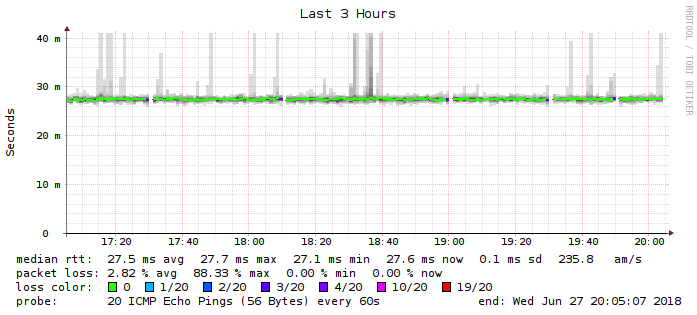 Last 3 Hours
RRDTOOL / TOBI OETIKER
Seconds
40 m
30 m
20 m
10 m
0
17:20 17:40 18:00 18:20 18:40 19:00 19:20 19:40 20:00
median rtt: 27.5 ms avg 27.7 ms max 27.1 ms min 27.6 ms now 0.1 ms sd 235.8 am/s
packet loss: 2.82 % avg 88.33 % max 0.00 % min 0.00 % now
loss color: 0 1/20 2/20 3/20 4/20 10/20 19/20
probe: 20 ICMP Echo Pings (56 Bytes) every 60s end: Wed Jun 27 20:05:07 2018